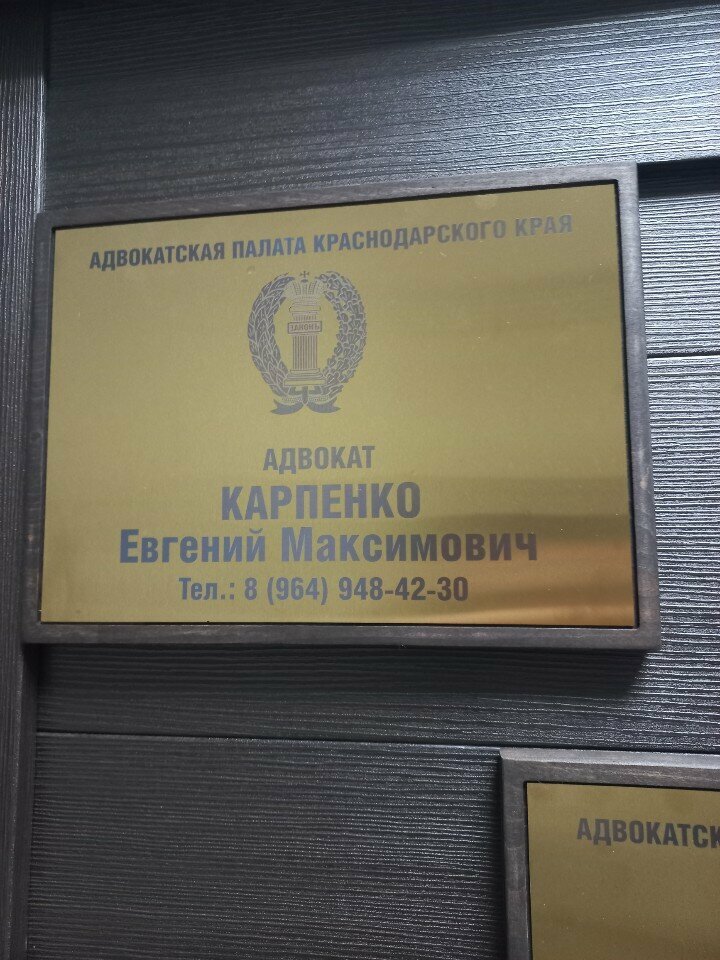 АДВОКАТСКАЯ ПАЛАТА КРАСНОДАРСКОГО КРАЯ
ЗАКОНЪ
АДВОКАТ
КАРПЕНКО
Евгений Максимович
Тел.: 8 (964) 948-42-30
АДВОКАТСК